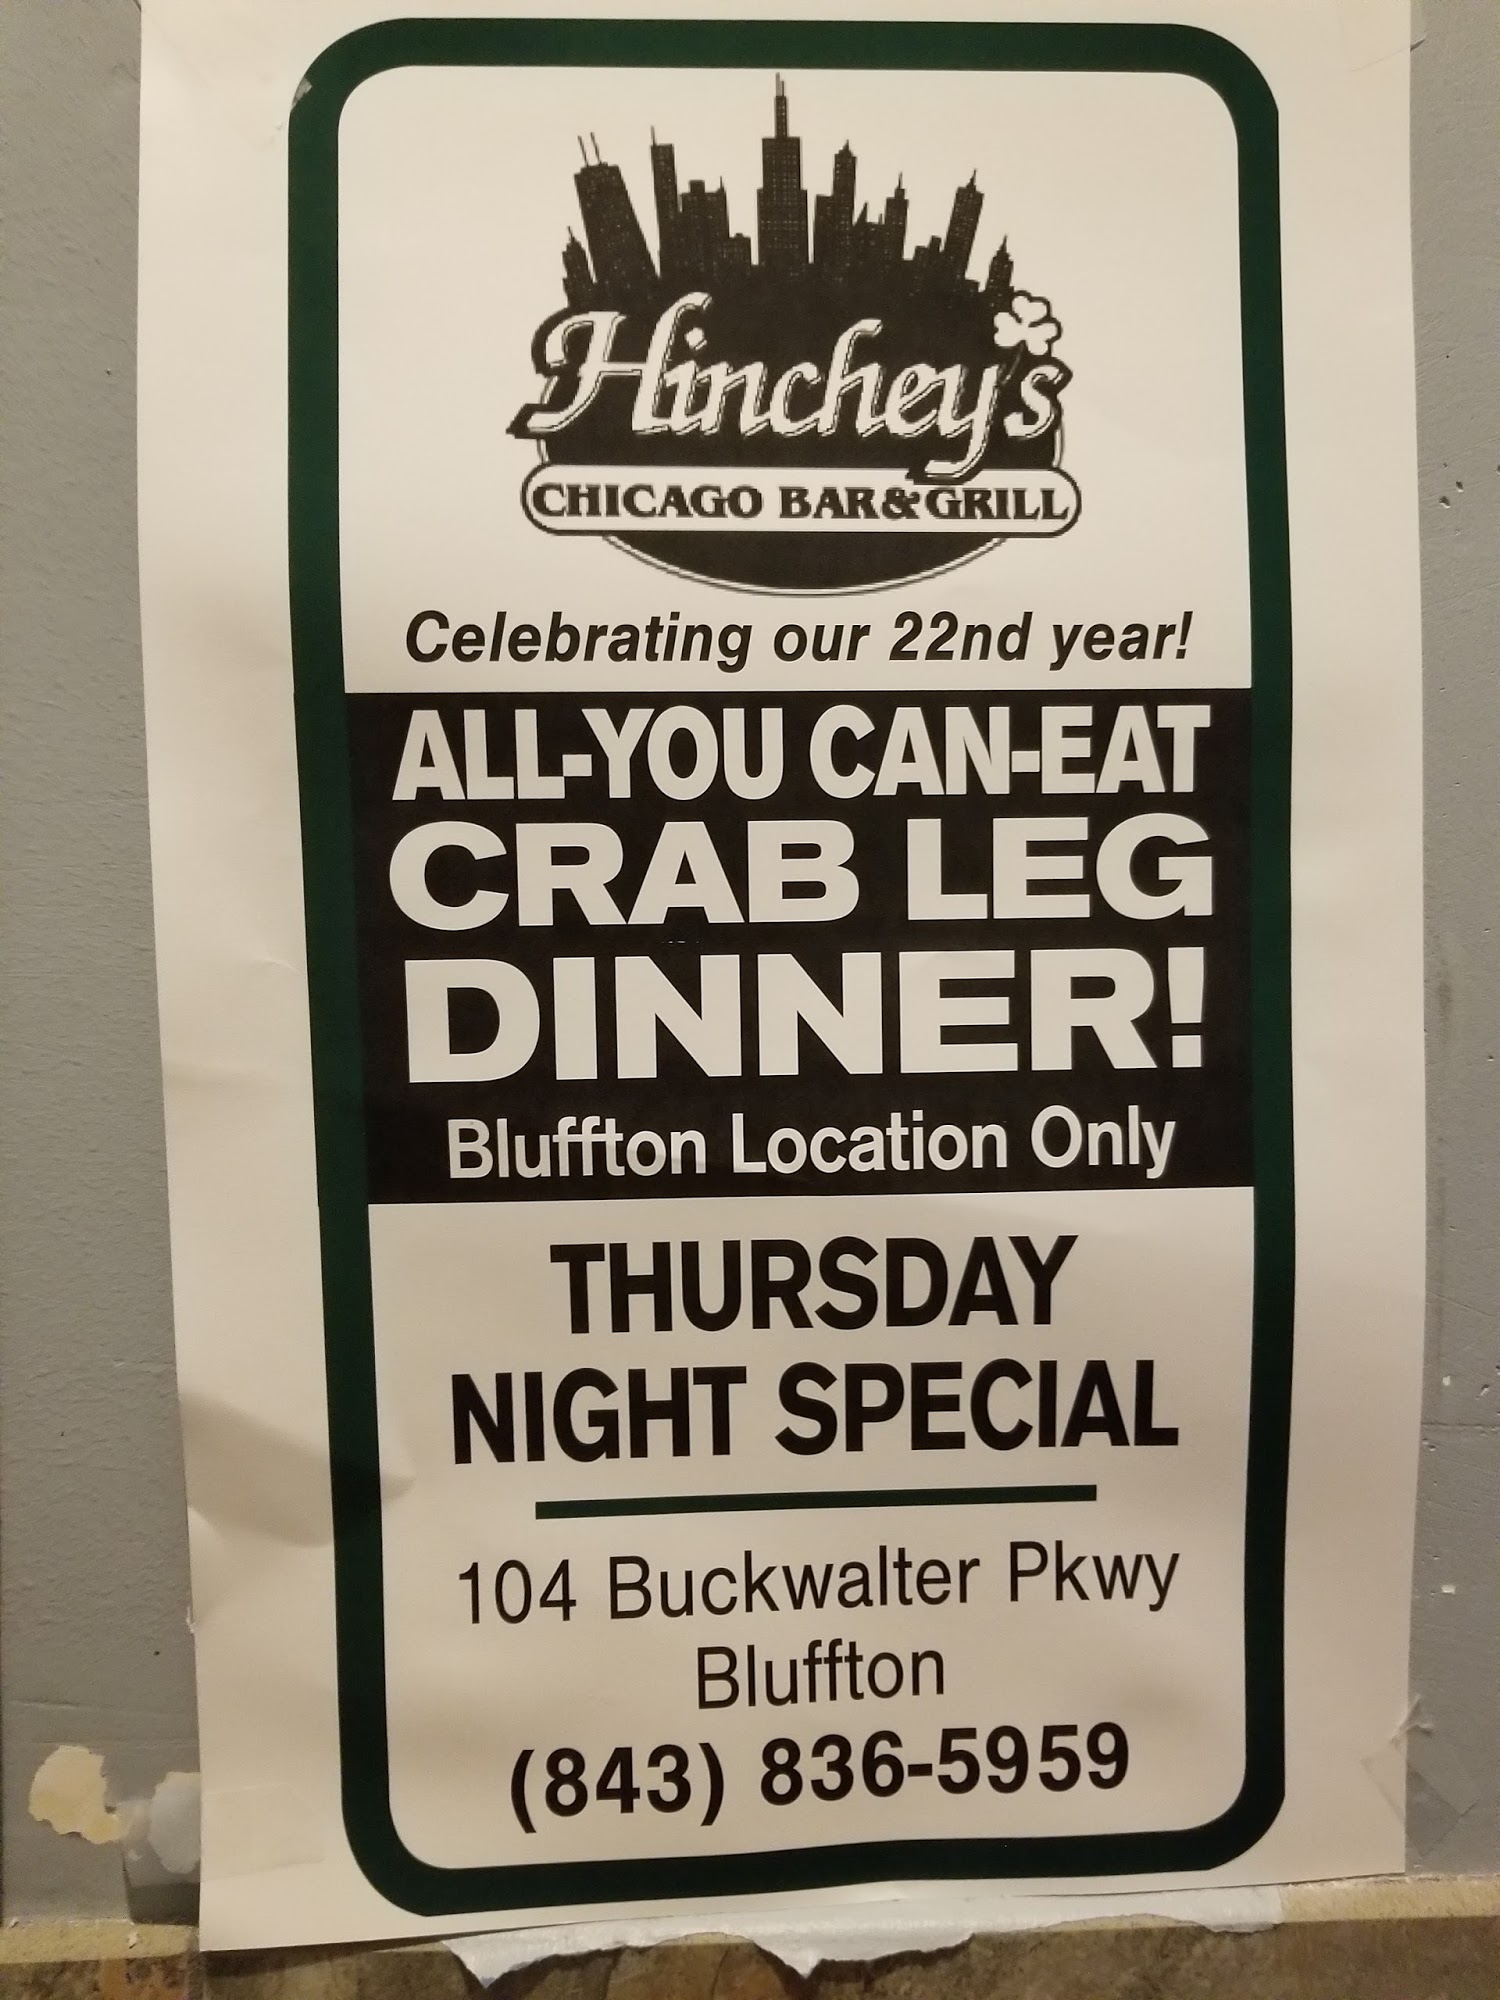 Hinchey's
CHICAGO BAR & GRILL
Celebrating our 22nd year!
ALL-YOU CAN-EAT
CRAB LEG
DINNER!
Bluffton Location Only
THURSDAY
NIGHT SPECIAL
104 Buckwalter Pkwy
Bluffton
(843) 836-5959